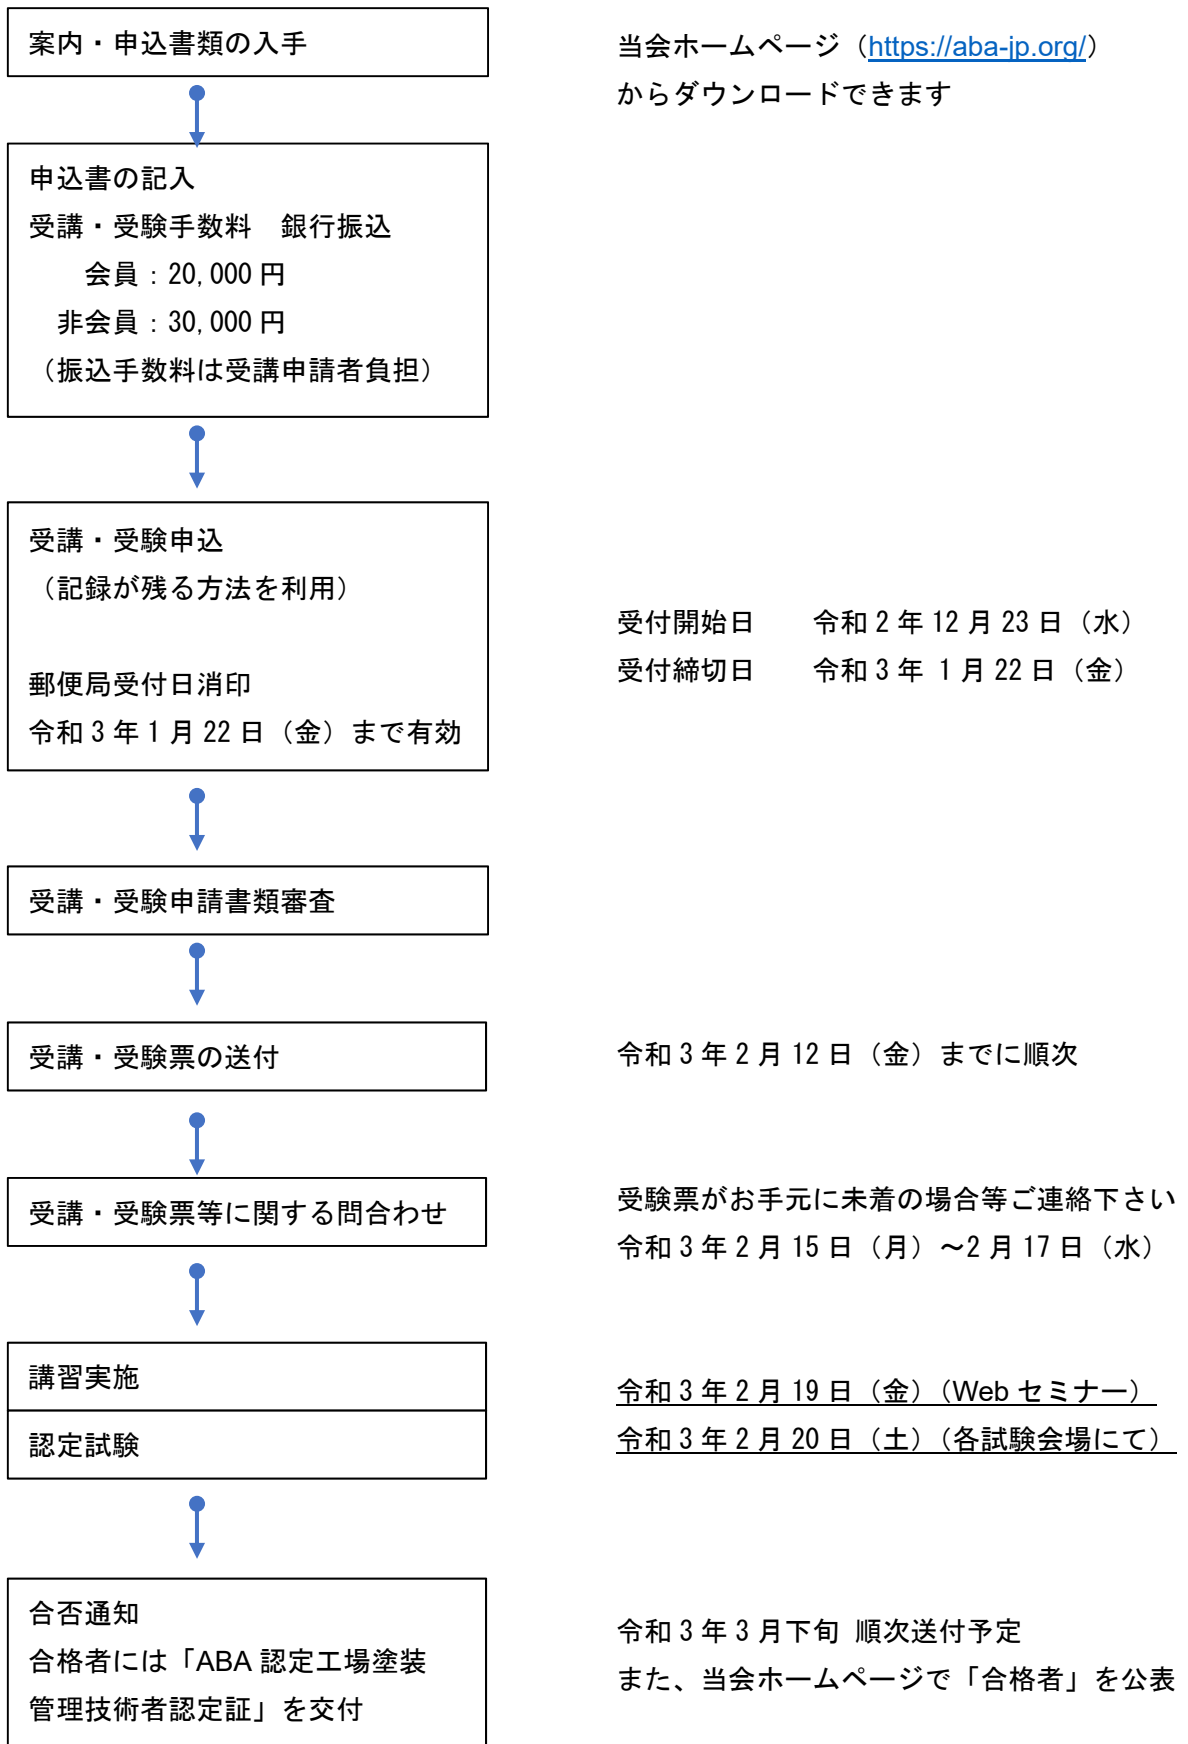 案内・申込書類の入手
当会ホームページ（https://aba-jp.org/）
からダウンロードできます
申込書の記入
受講・受験手数料　銀行振込
会員：20,000円
非会員：30,000円
（振込手数料は受講申請者負担）
受講・受験申込
（記録が残る方法を利用）
郵便局受付日消印
令和3年1月22日（金）まで有効
受付開始日　　令和2年12月23日（水）
受付締切日　　令和3年 1月22日（金）
受講・受験申請書類審査
受講・受験票の送付
令和3年2月12日（金）までに順次
受講・受験票等に関する問合わせ
受験票がお手元に未着の場合等ご連絡下さい
令和3年2月15日（月）～2月17日（水）
講習実施
令和3年2月19日（金）（Webセミナー）
認定試験
令和3年2月20日（土）（各試験会場にて）
合否通知
合格者には「ABA認定工場塗装
管理技術者認定証」を交付
令和3年3月下旬 順次送付予定
また、当会ホームページで「合格者」を公表